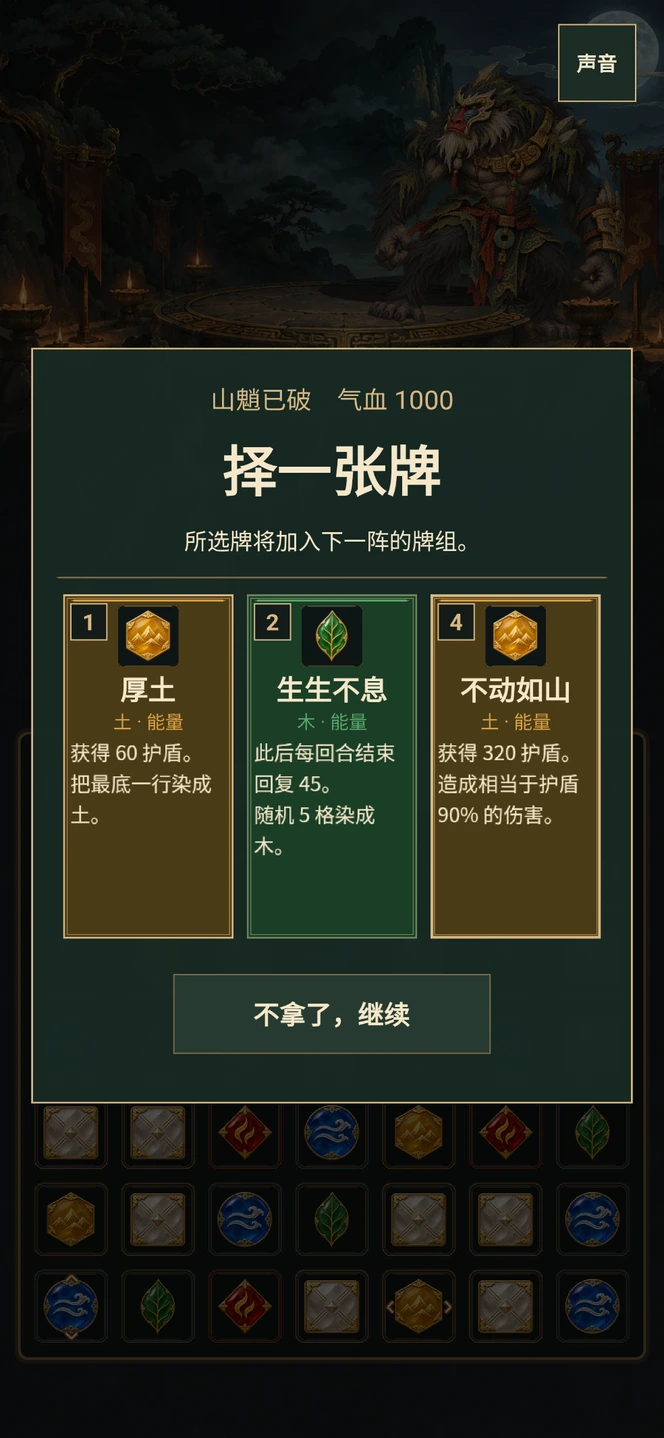 声音
山魈已破 气血 1000
择一张牌
所选牌将加入下一阵的牌组。
1
厚土
土 · 能量
获得 60 护盾。
把最底一行染成
土。
2
生生不息
木 · 能量
此后每回合结束
回复 45。
随机 5 格染成
木。
4
不动如山
土 · 能量
获得 320 护盾。
造成相当于护盾
90% 的伤害。
不拿了，继续